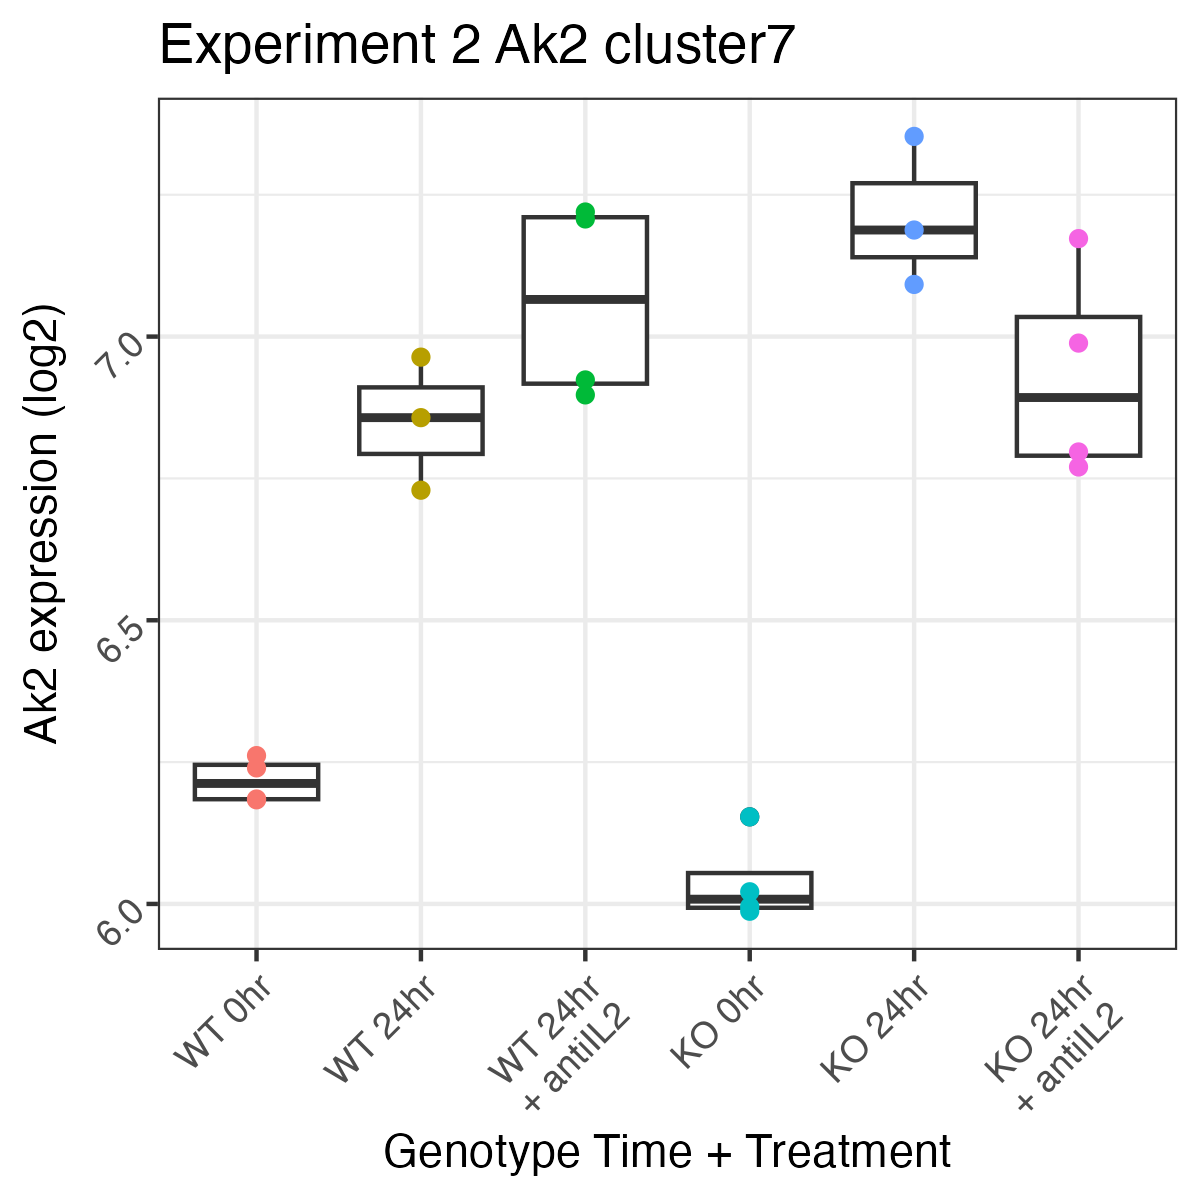 Experiment 2 Ak2 cluster7
Ak2 expression (log2)
7.0
6.5
6.0
WT 0hr
WT 24hr
WT 24hr
+ antiIL2
KO 0hr
KO 24hr
KO 24hr
+ antiIL2
Genotype Time + Treatment